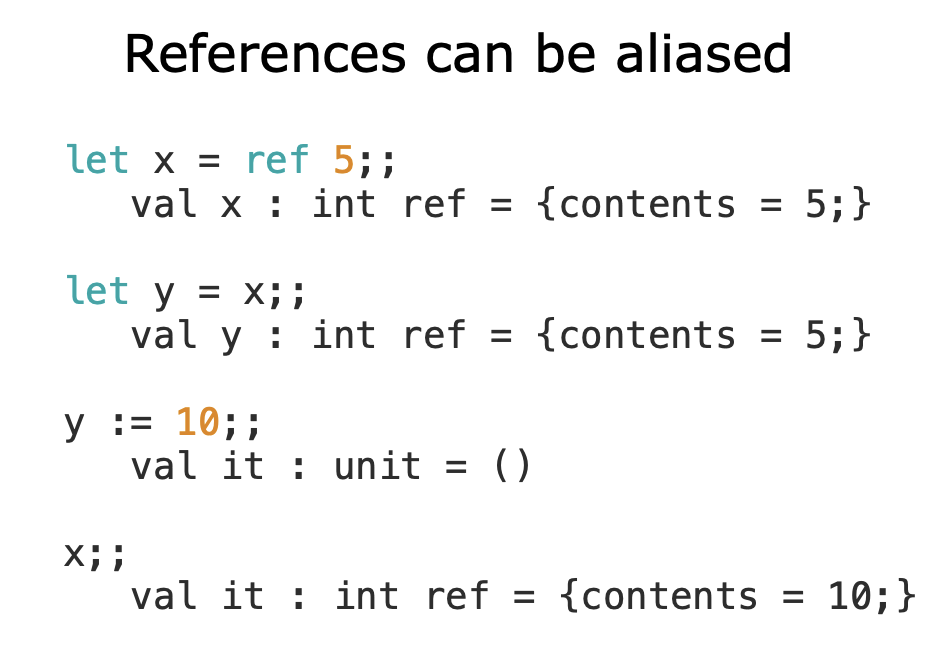 References can be aliased
let x = ref 5;;
val x : int ref = {contents = 5;}
let y = x;;
val y : int ref = {contents = 5;}
y := 10;;
val it : unit = ()
x;;
val it : int ref = {contents = 10;}